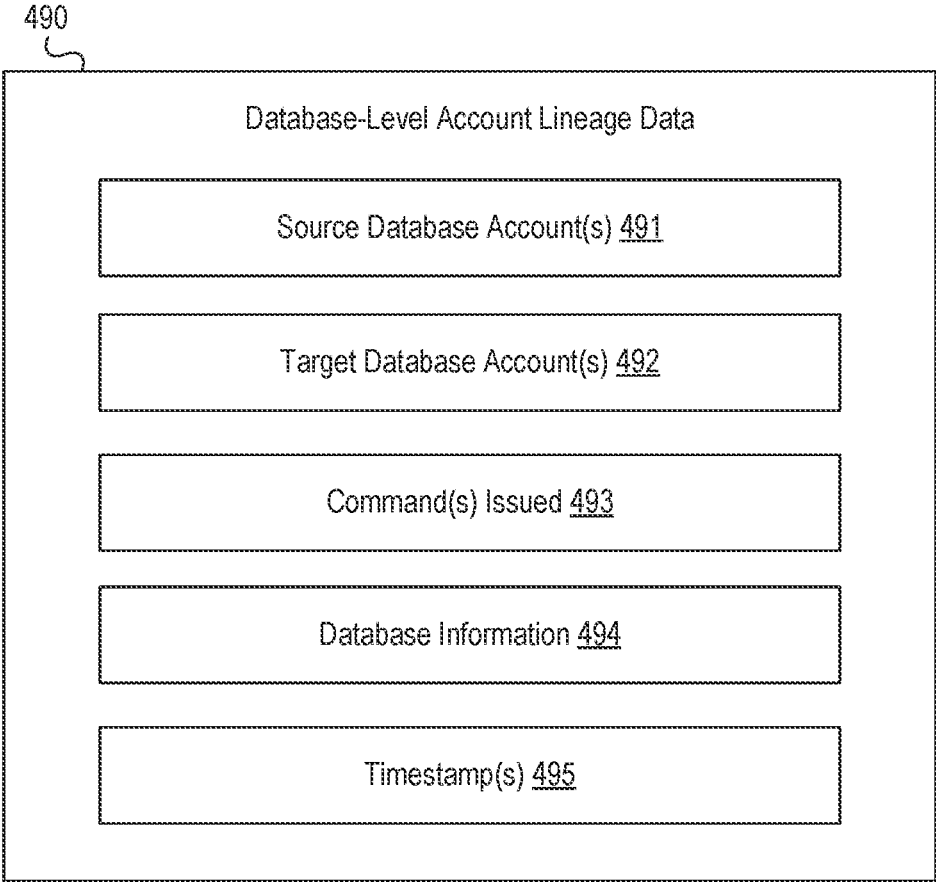 490
Database-Level Account Lineage Data
Source Database Account(s) 491
Target Database Account(s) 492
Command(s) Issued 493
Database Information 494
Timestamp(s) 495